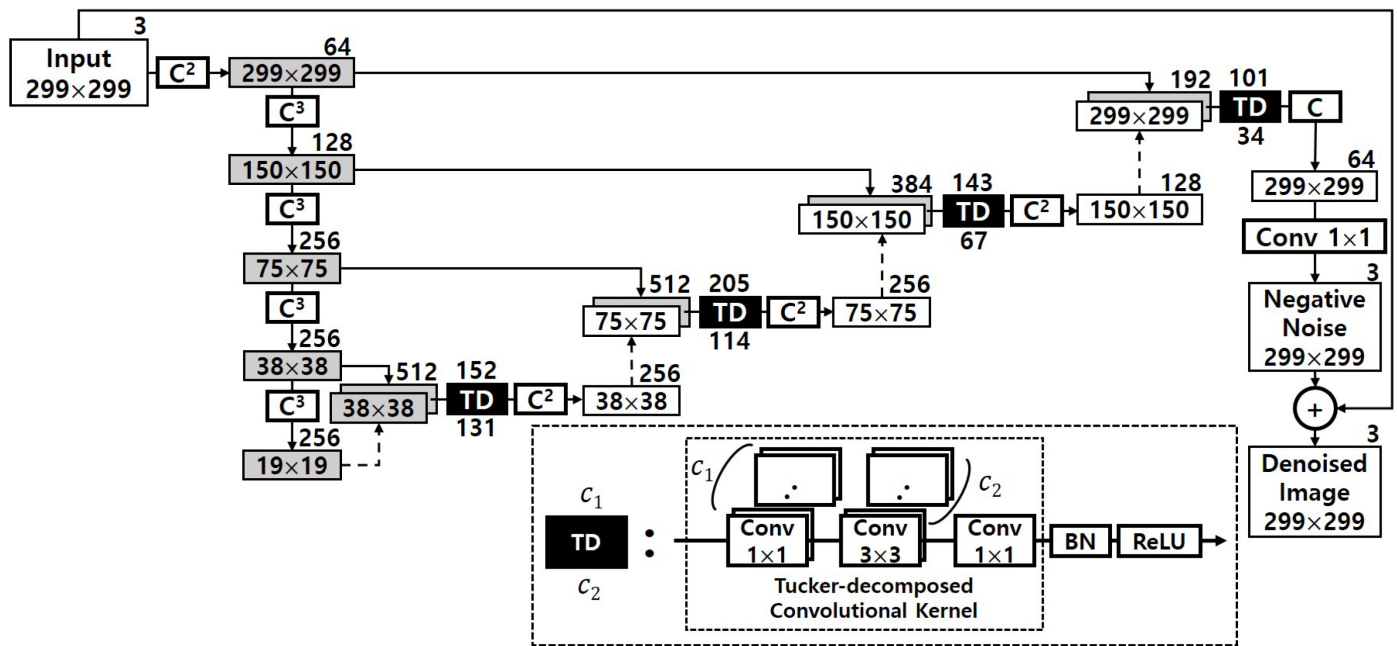 3
Input
299×299
C²
64
299×299
C³
128
150×150
C³
256
75×75
C³
256
38×38
C³
256
19×19
512
38×38
152
TD
131
C²
256
38×38
512
75×75
205
TD
114
C²
256
75×75
384
150×150
143
TD
67
C²
128
150×150
192
299×299
101
TD
34
C
64
299×299
Conv 1×1
3
Negative
Noise
299×299
+
3
Denoised
Image
299×299
c₁
TD
c₂
:
c₁
c₂
Conv
1×1
Conv
3×3
Conv
1×1
BN
ReLU
Tucker-decomposed
Convolutional Kernel